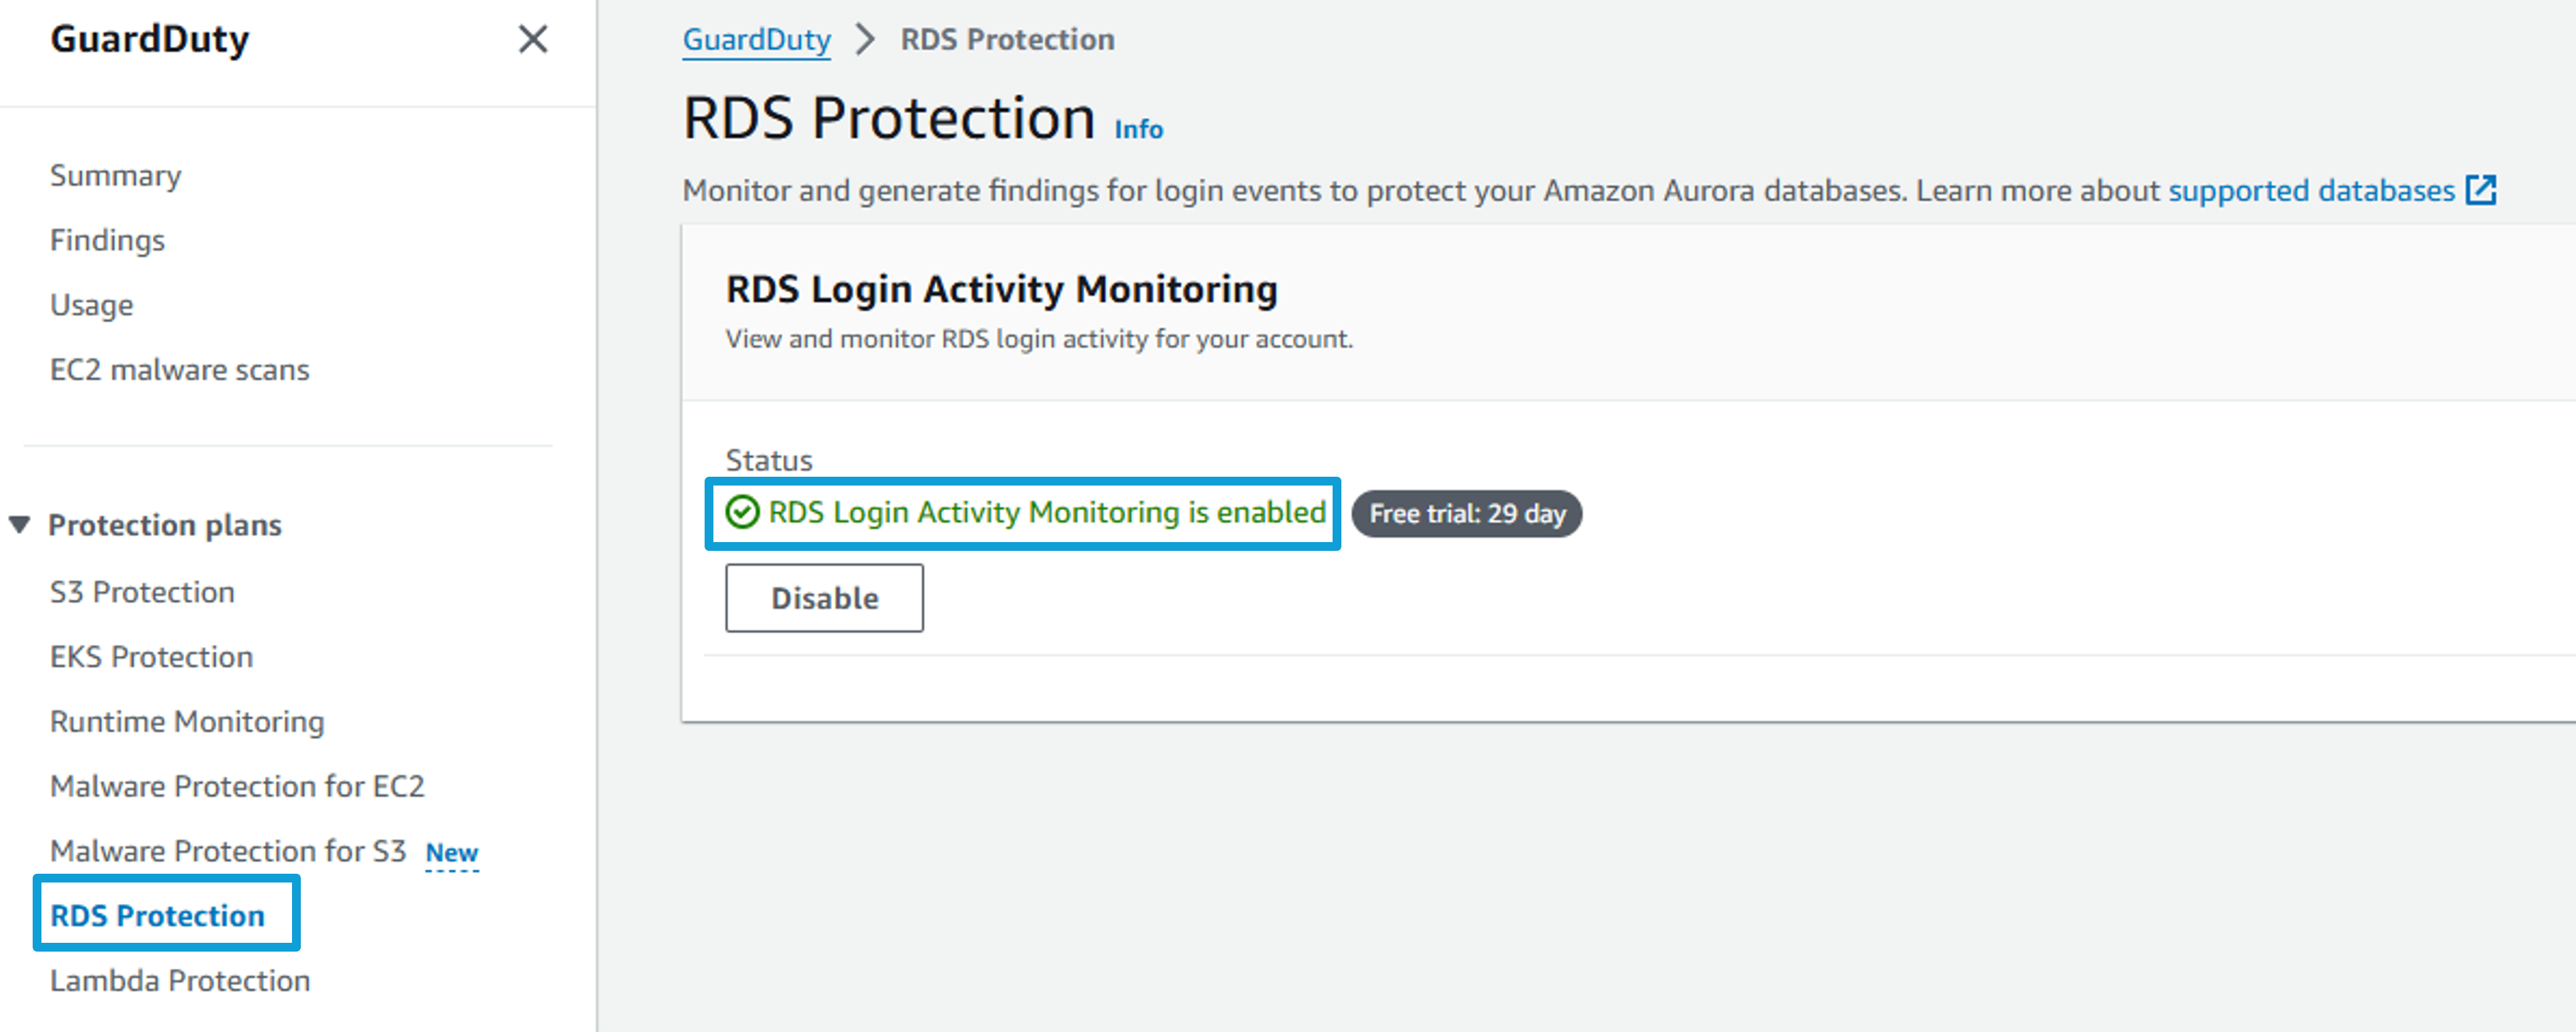 GuardDuty
Summary
Findings
Usage
EC2 malware scans
Protection plans
S3 Protection
EKS Protection
Runtime Monitoring
Malware Protection for EC2
Malware Protection for S3 New
RDS Protection
Lambda Protection
GuardDuty > RDS Protection
RDS Protection Info
Monitor and generate findings for login events to protect your Amazon Aurora databases. Learn more about supported databases
RDS Login Activity Monitoring
View and monitor RDS login activity for your account.
Status
RDS Login Activity Monitoring is enabled Free trial: 29 day
Disable